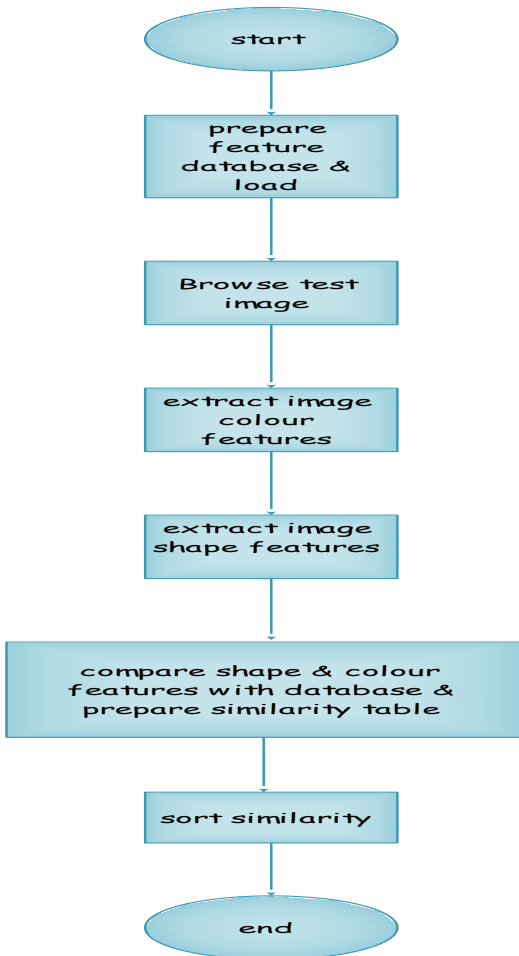 start
prepare
feature
database &
load
Browse test
image
extract image
colour
features
extract image
shape features
compare shape & colour
features with database &
prepare similarity table
sort similarity
end